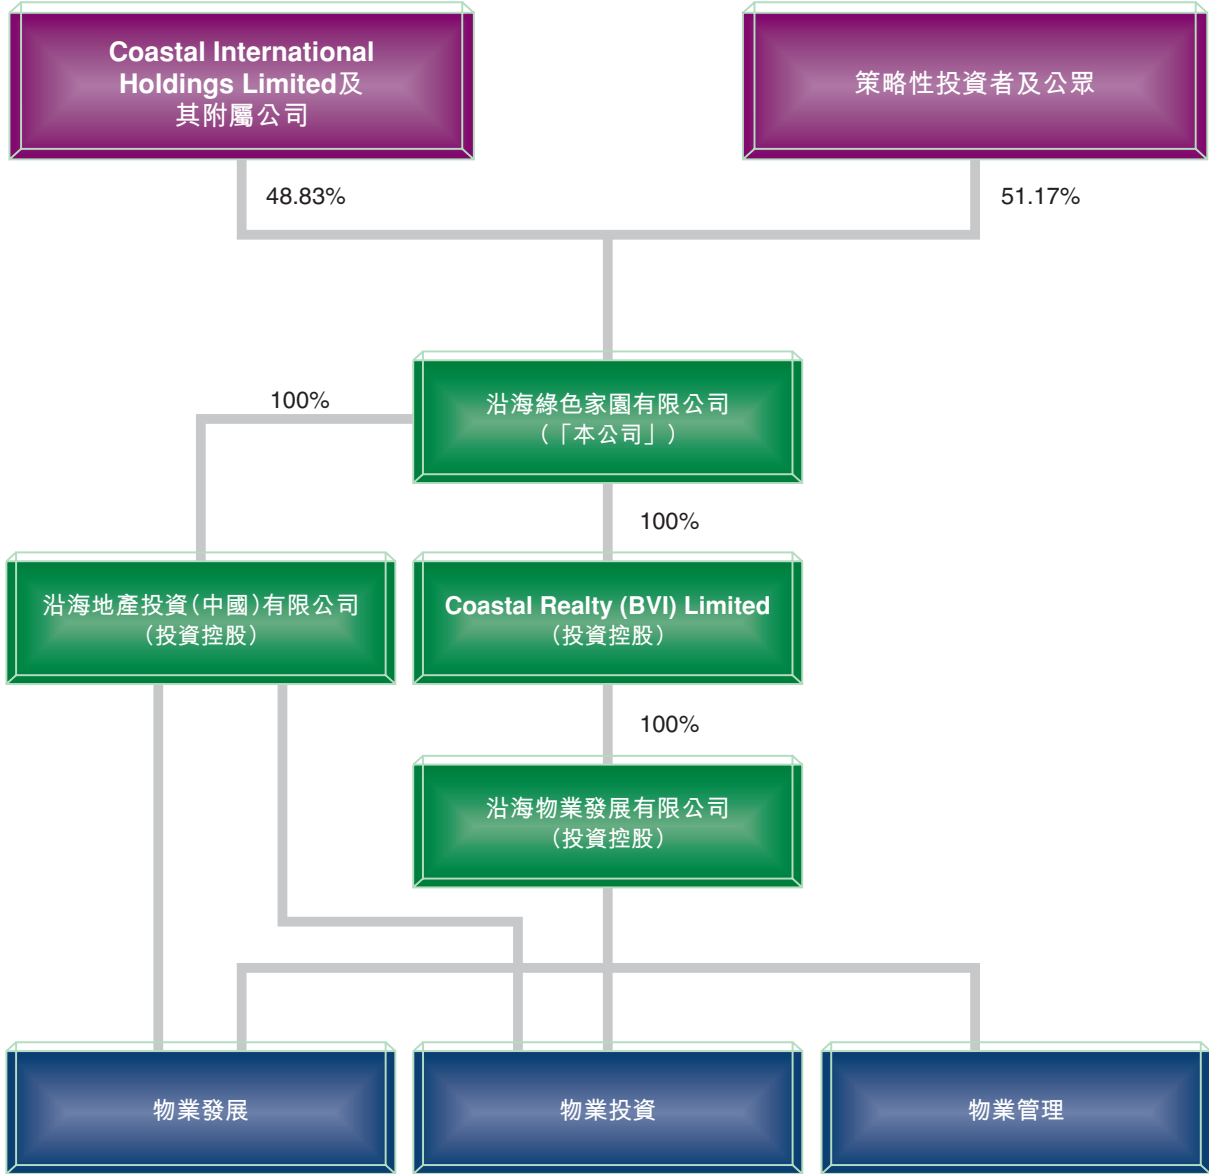 Coastal International
Holdings Limited及
其附屬公司
策略性投資者及公眾
48.83%
51.17%
100%
沿海綠色家園有限公司
（「本公司」）
100%
沿海地產投資（中國）有限公司
（投資控股）
Coastal Realty (BVI) Limited
（投資控股）
100%
沿海物業發展有限公司
（投資控股）
物業發展
物業投資
物業管理